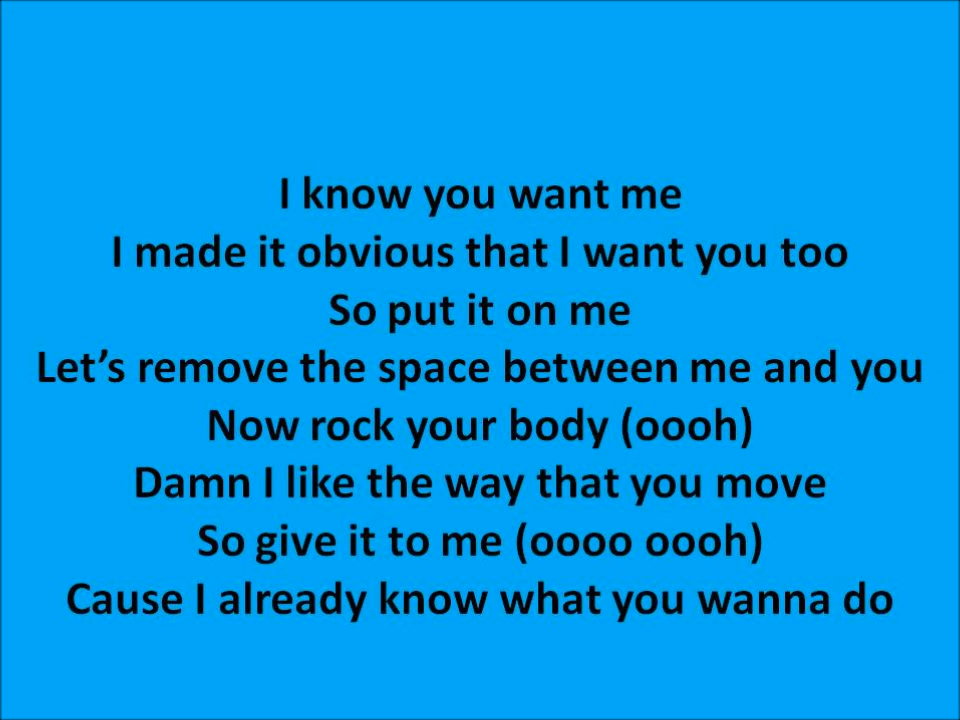 I know you want me
I made it obvious that I want you too
So put it on me
Let’s remove the space between me and you
Now rock your body (oooh)
Damn I like the way that you move
So give it to me (oooo oooh)
Cause I already know what you wanna do